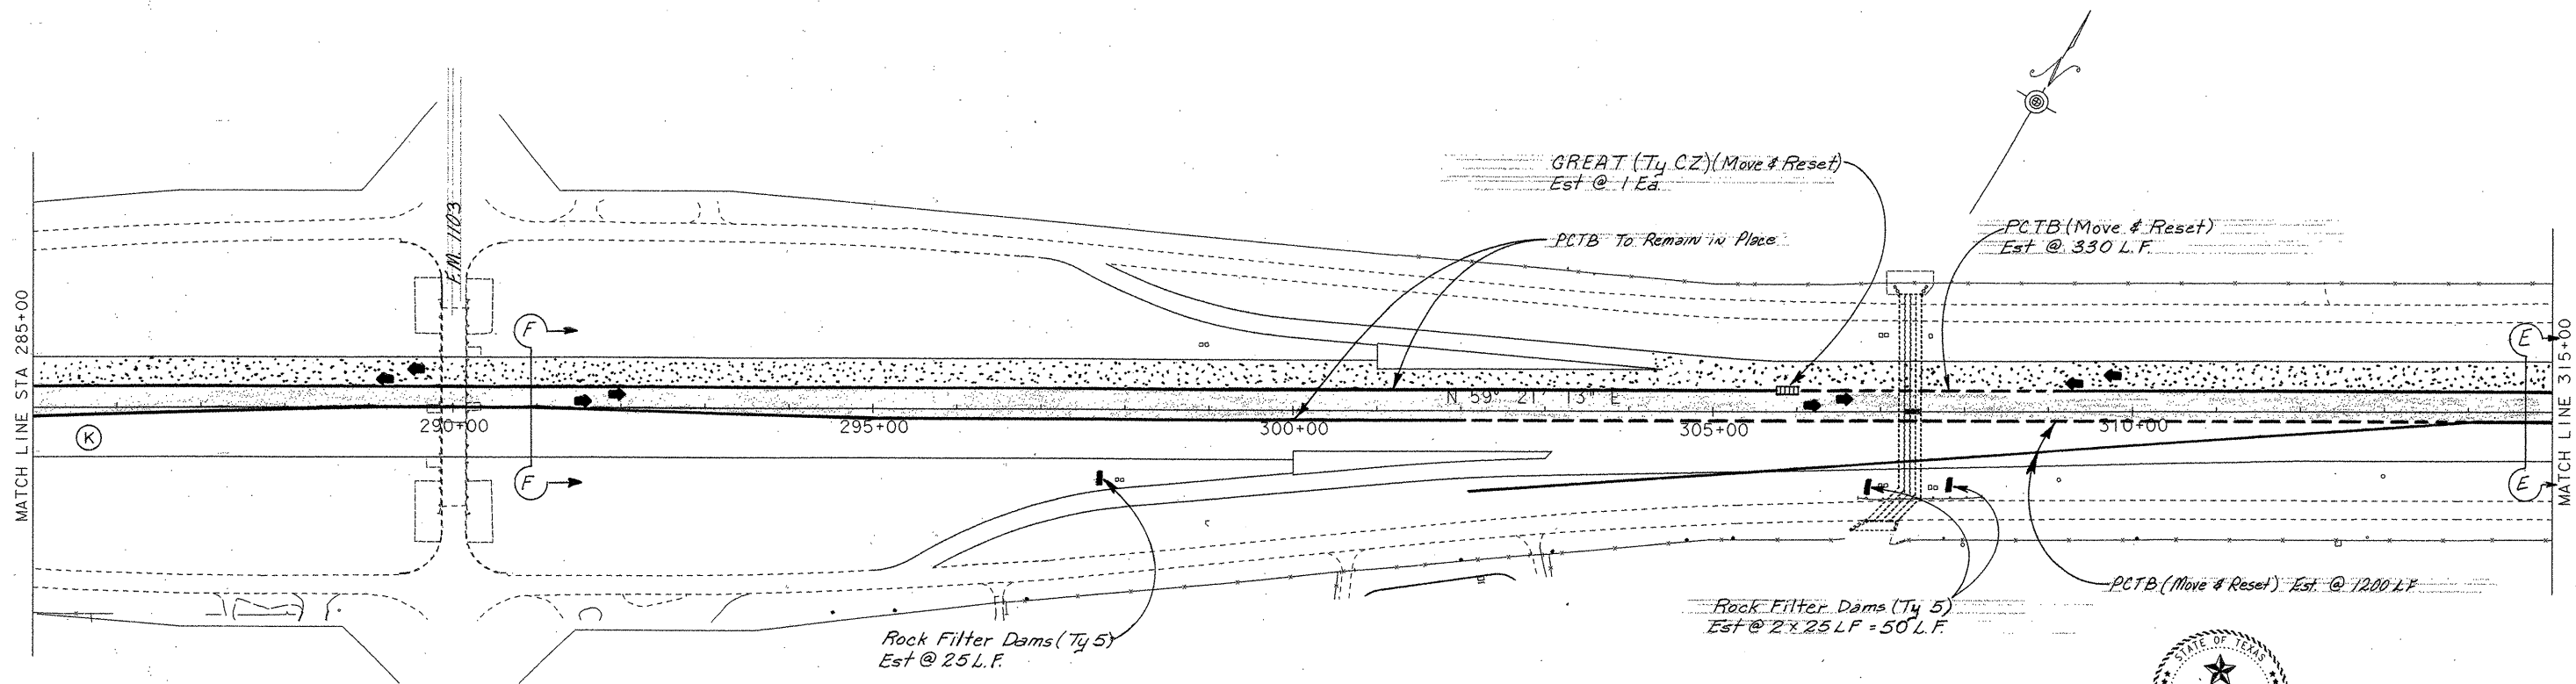 GREAT (Ty CZ) (Move & Reset)
Est @ 1 Ea.
FM 1103
PCTB (Move & Reset)
Est @ 330 L.F.
PCTB To Remain in Place
MATCH LINE STA 285+00
MATCH LINE 315+00
F
E
N 59° 21' 13" E
K
290+00
295+00
300+00
305+00
310+00
F
E
PCTB (Move & Reset) Est. @ 1200 LF
Rock Filter Dams (Ty 5)
Est @ 2 x 25 LF = 50 L.F.
Rock Filter Dams (Ty 5)
Est @ 25 L.F.
STATE OF TEXAS